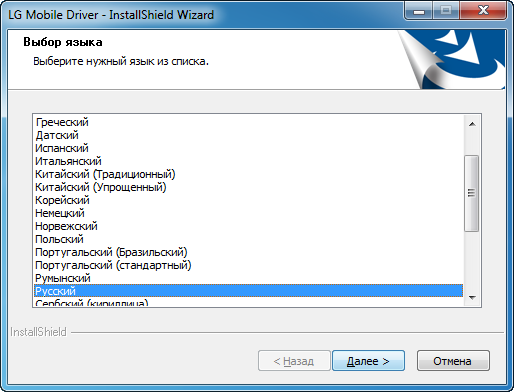 LG Mobile Driver - InstallShield Wizard
Выбор языка
Выберите нужный язык из списка.
Греческий
Датский
Испанский
Итальянский
Китайский (Традиционный)
Китайский (Упрощенный)
Корейский
Немецкий
Норвежский
Польский
Португальский (Бразильский)
Португальский (стандартный)
Румынский
Русский
Сербский (кириллица)
InstallShield
< Назад
Далее >
Отмена